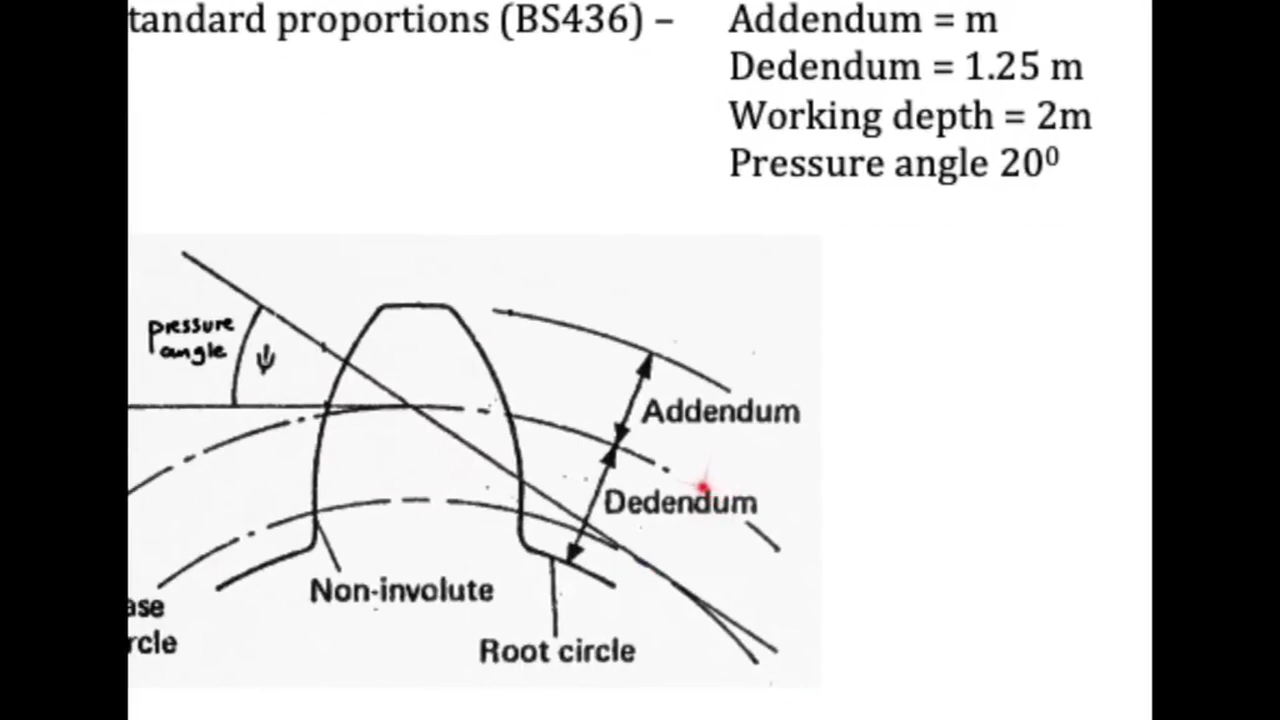 tandard proportions (BS436) – Addendum = m
Dedendum = 1.25 m
Working depth = 2m
Pressure angle 20⁰
pressure
angle ψ
Addendum
Dedendum
Non-involute
ase
rcle
Root circle